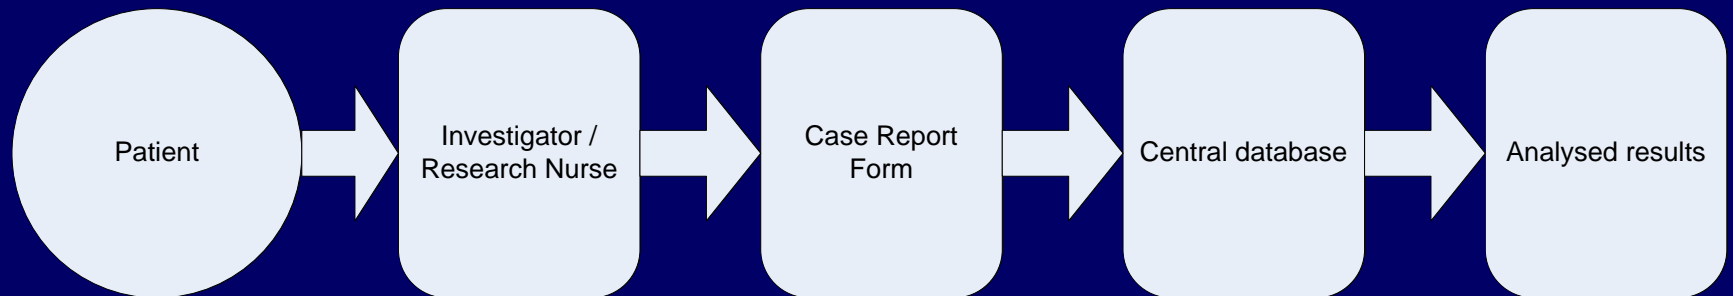 Patient
Investigator /
Research Nurse
Case Report
Form
Central database
Analysed results